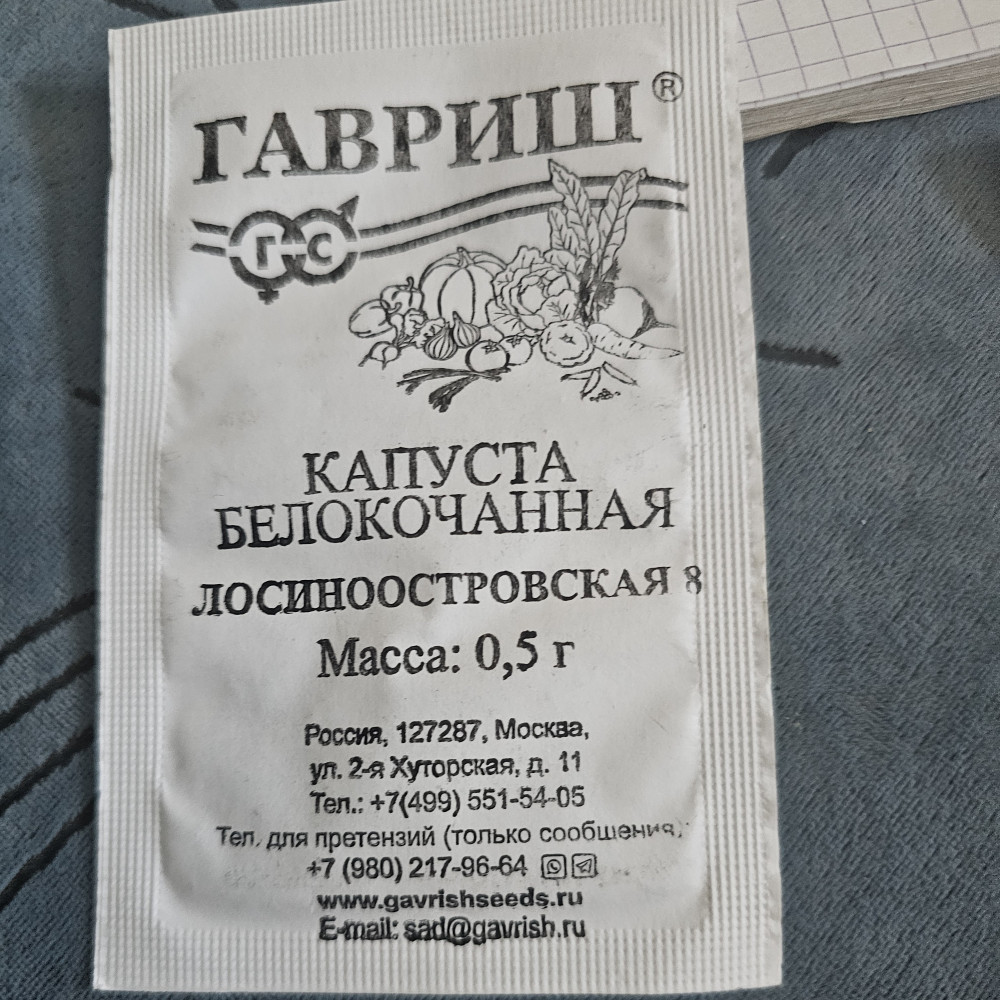 ГАВРИШ®
Г С
КАПУСТА
БЕЛОКОЧАННАЯ
ЛОСИНООСТРОВСКАЯ 8
Масса: 0,5 г
Россия, 127287, Москва,
ул. 2-я Хуторская, д. 11
Тел.: +7(499) 551-54-05
Тел. для претензий (только сообщения)
+7 (980) 217-96-64
www.gavrishseeds.ru
E-mail: sad@gavrish.ru